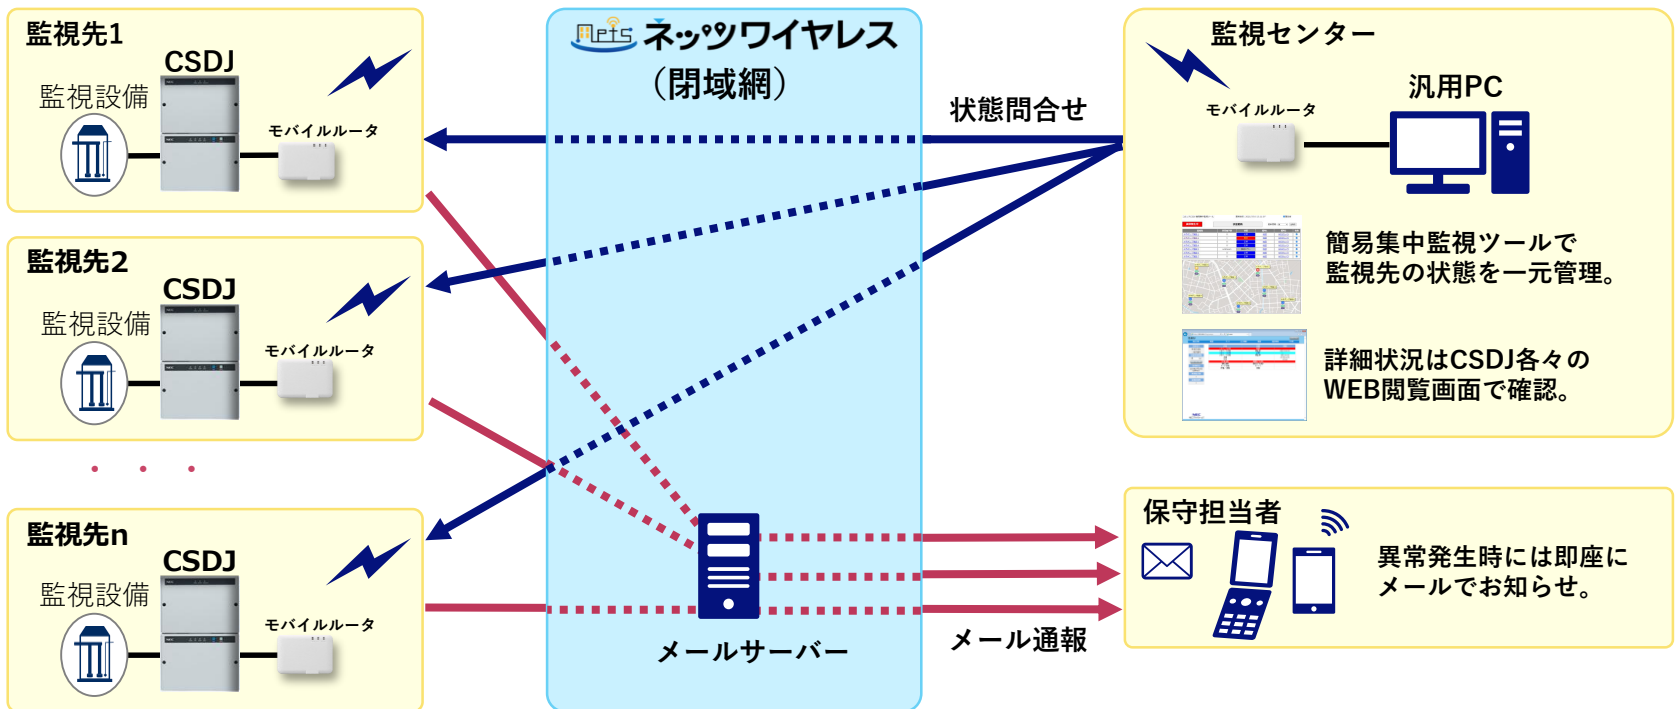 監視先1
CSDJ
監視設備
モバイルルータ
監視先2
CSDJ
監視設備
モバイルルータ
・ ・ ・
監視先n
CSDJ
監視設備
モバイルルータ
nets ネッツワイヤレス
（閉域網）
状態問合せ
メールサーバー
メール通報
監視センター
モバイルルータ
汎用PC
簡易集中監視ツールで
監視先の状態を一元管理。
詳細状況はCSDJ各々の
WEB閲覧画面で確認。
保守担当者
異常発生時には即座に
メールでお知らせ。